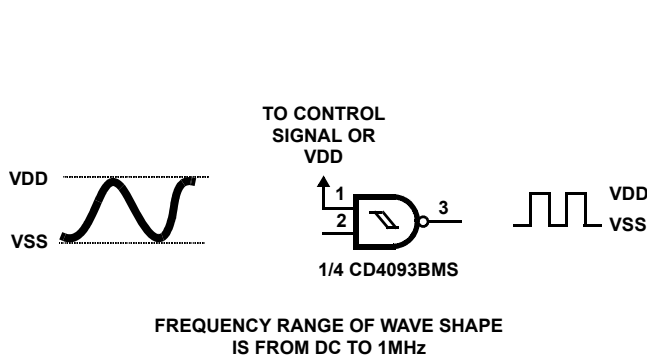 TO CONTROL
SIGNAL OR
VDD
VDD
VSS
1
2
3
VDD
VSS
1/4 CD4093BMS
FREQUENCY RANGE OF WAVE SHAPE
IS FROM DC TO 1MHz